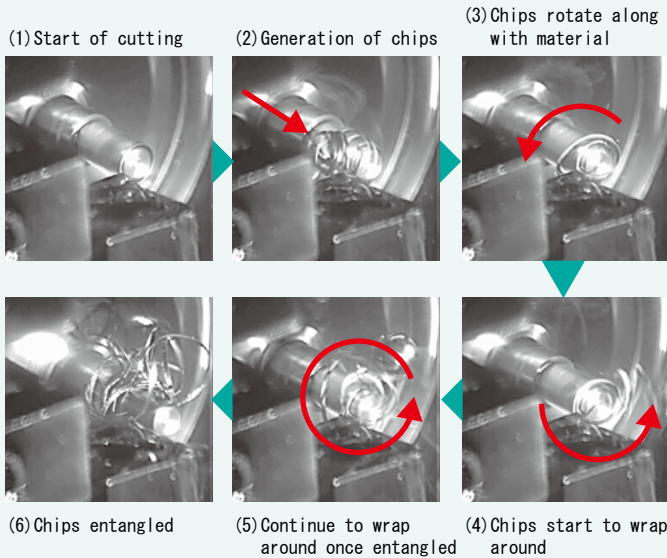 (1)Start of cutting
(2)Generation of chips
(3)Chips rotate along
with material
(4)Chips start to wrap
around
(5)Continue to wrap
around once entangled
(6)Chips entangled